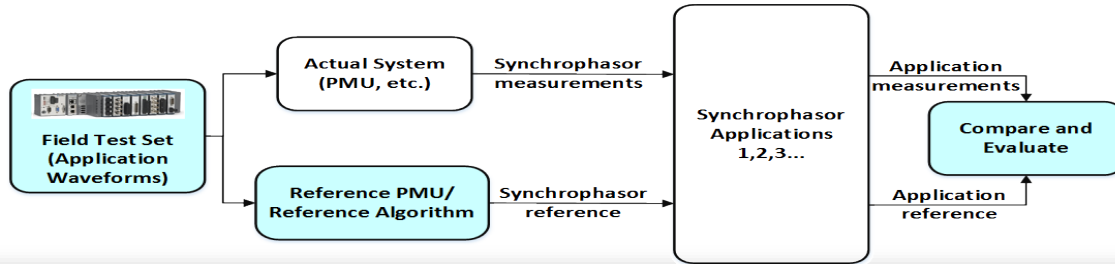 Field Test Set
(Application
Waveforms)
Actual System
(PMU, etc.)
Reference PMU/
Reference Algorithm
Synchrophasor
measurements
Synchrophasor
reference
Synchrophasor
Applications
1,2,3...
Application
measurements
Application
reference
Compare and
Evaluate